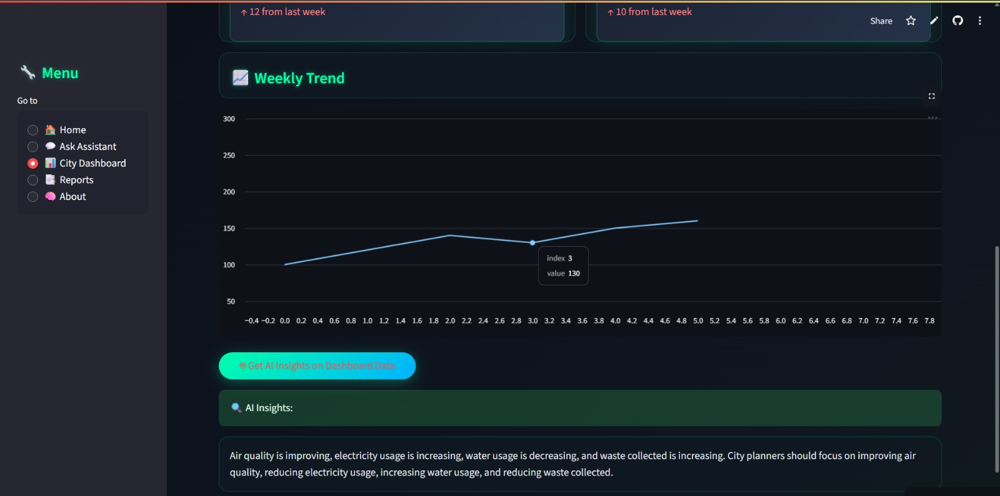 ↑ 12 from last week
↑ 10 from last week
Share
Menu
Go to
Home
Ask Assistant
City Dashboard
Reports
About
Weekly Trend
300
250
200
150
100
50
index 3
value 130
−0.4 −0.2 0.0 0.2 0.4 0.6 0.8 1.0 1.2 1.4 1.6 1.8 2.0 2.2 2.4 2.6 2.8 3.0 3.2 3.4 3.6 3.8 4.0 4.2 4.4 4.6 4.8 5.0 5.2 5.4 5.6 5.8 6.0 6.2 6.4 6.6 6.8 7.0 7.2 7.4 7.6 7.8
Get AI Insights on Dashboard Data
AI Insights:
Air quality is improving, electricity usage is increasing, water usage is decreasing, and waste collected is increasing. City planners should focus on improving air
quality, reducing electricity usage, increasing water usage, and reducing waste collected.